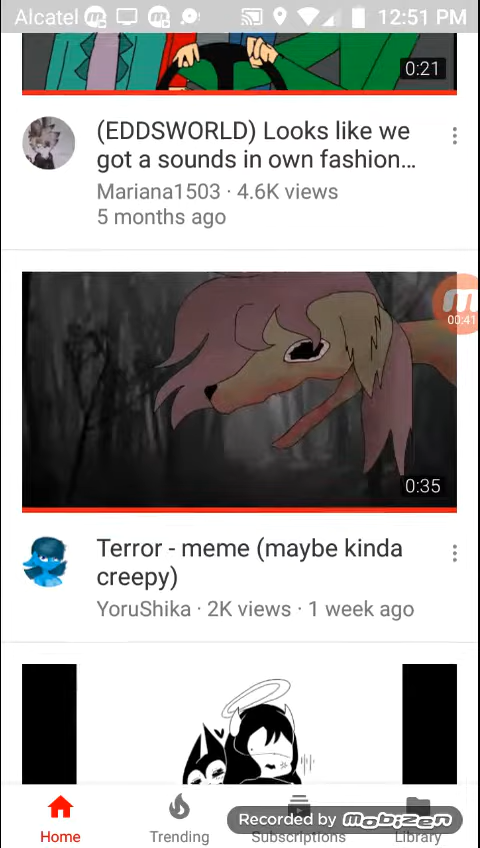 Alcatel 12:51 PM
0:21
(EDDSWORLD) Looks like we
got a sounds in own fashion...
Mariana1503 · 4.6K views
5 months ago
00:41
0:35
Terror - meme (maybe kinda
creepy)
YoruShika · 2K views · 1 week ago
Recorded by Mobizen
Home Trending Subscriptions Library